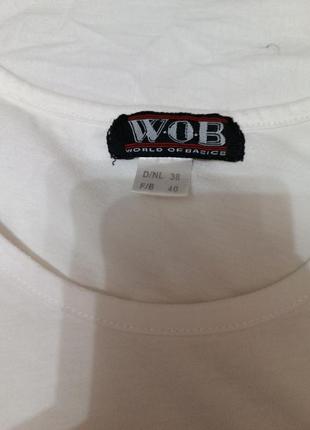 W·O·B
WORLD OF BASICS
D/NL 38
F/B 40